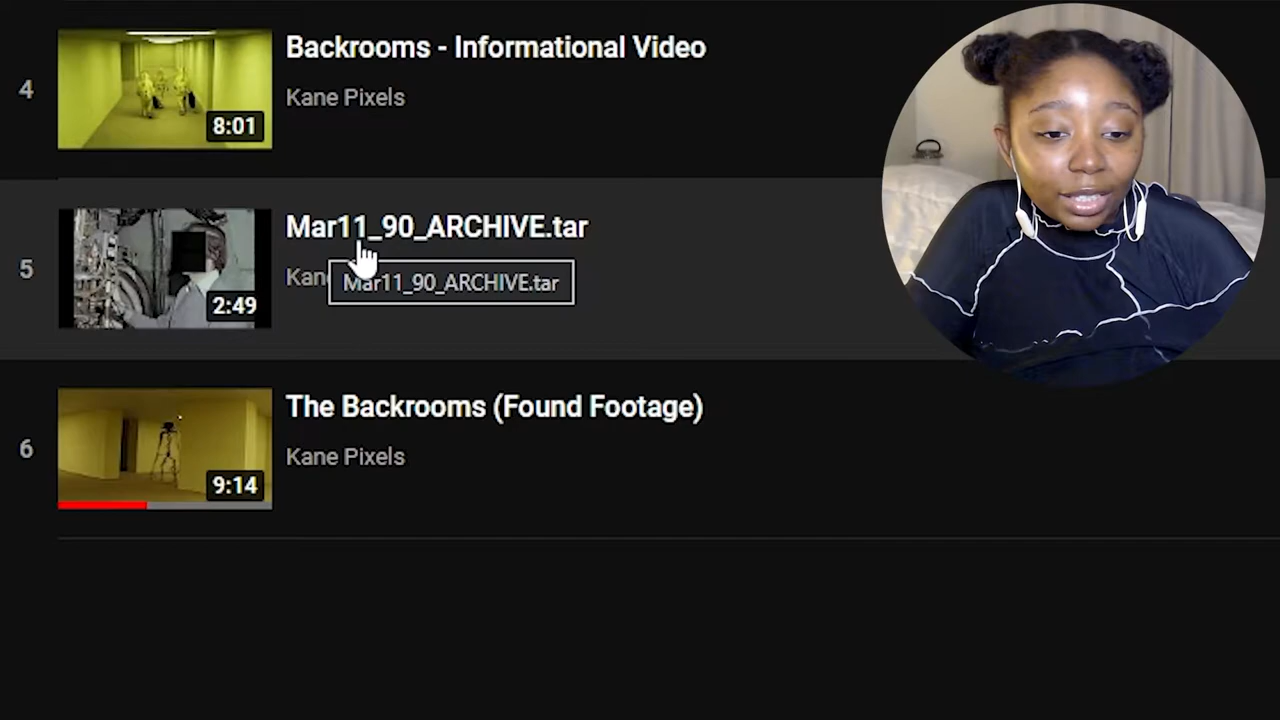 4
8:01
Backrooms - Informational Video
Kane Pixels
5
2:49
Mar11_90_ARCHIVE.tar
Kan
Mar11_90_ARCHIVE.tar
6
9:14
The Backrooms (Found Footage)
Kane Pixels